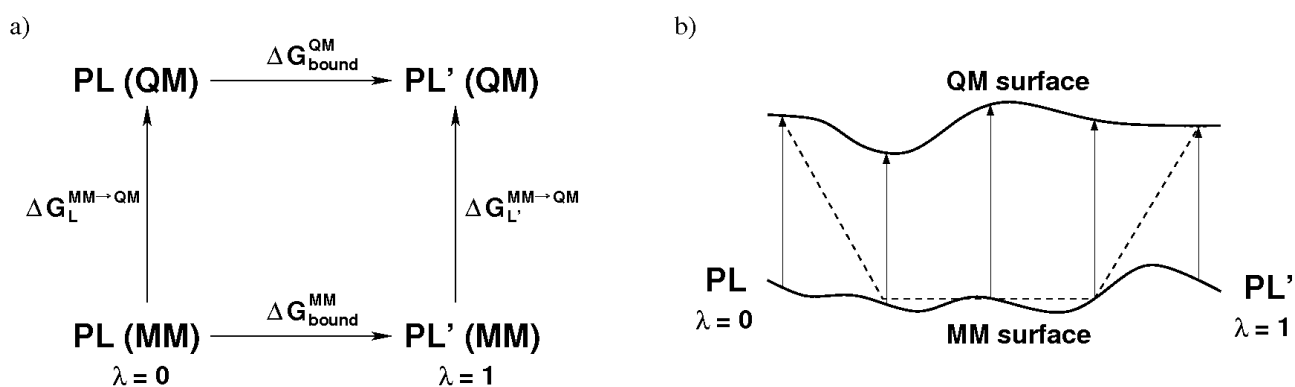 a)
PL (QM)
ΔG_bound^QM
PL' (QM)
ΔG_L^MM→QM
ΔG_L'^MM→QM
PL (MM)
ΔG_bound^MM
PL' (MM)
λ = 0
λ = 1
b)
QM surface
PL
PL'
λ = 0
MM surface
λ = 1